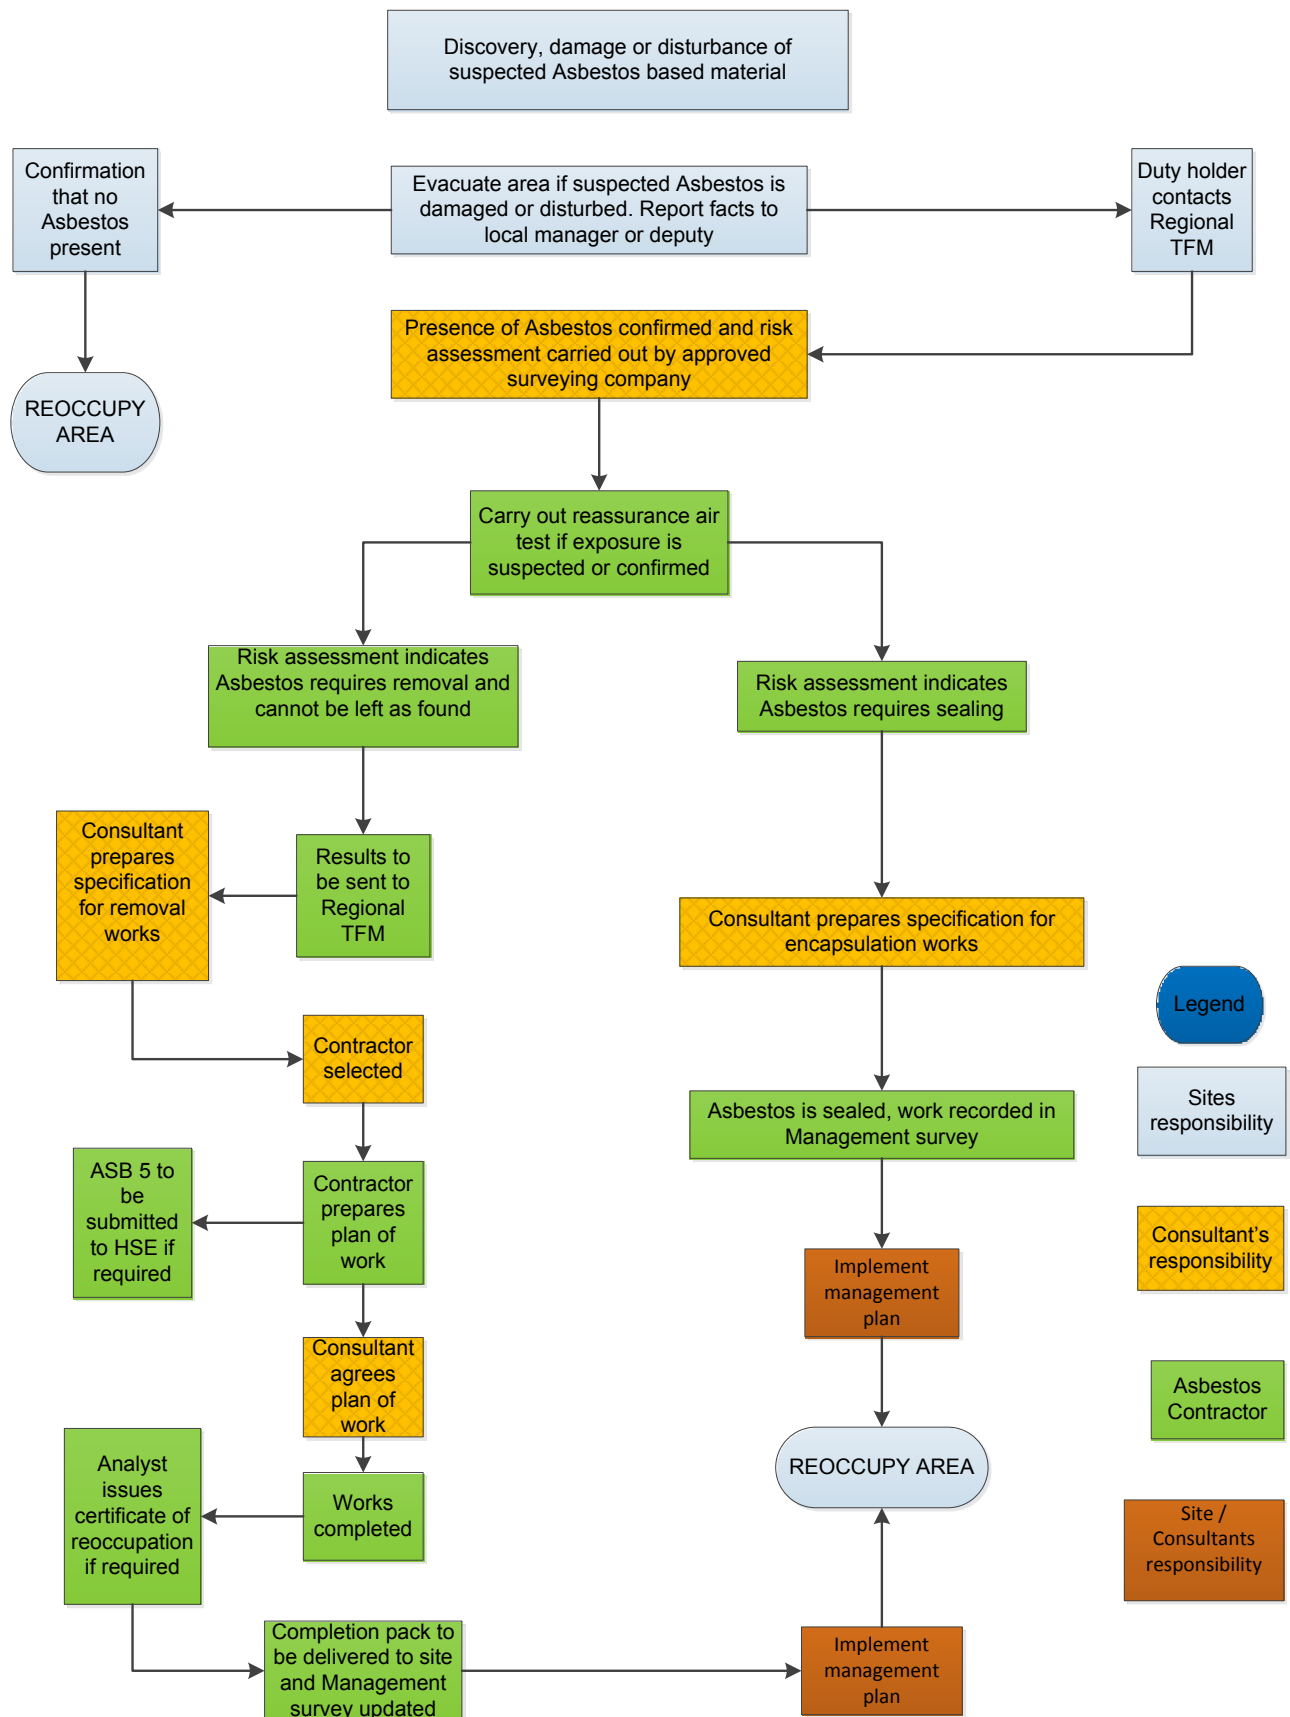 Discovery, damage or disturbance of
suspected Asbestos based material
Confirmation
that no
Asbestos
present
Evacuate area if suspected Asbestos is
damaged or disturbed. Report facts to
local manager or deputy
Duty holder
contacts
Regional
TFM
Presence of Asbestos confirmed and risk
assessment carried out by approved
surveying company
REOCCUPY
AREA
Carry out reassurance air
test if exposure is
suspected or confirmed
Risk assessment indicates
Asbestos requires removal and
cannot be left as found
Risk assessment indicates
Asbestos requires sealing
Consultant
prepares
specification
for removal
works
Results to
be sent to
Regional
TFM
Consultant prepares specification for
encapsulation works
Legend
Contractor
selected
Sites
responsibility
Asbestos is sealed, work recorded in
Management survey
ASB 5 to
be
submitted
to HSE if
required
Contractor
prepares
plan of
work
Consultant's
responsibility
Implement
management
plan
Consultant
agrees
plan of
work
Asbestos
Contractor
Analyst
issues
certificate of
reoccupation
if required
Works
completed
REOCCUPY AREA
Site /
Consultants
responsibility
Completion pack to
be delivered to site
and Management
survey updated
Implement
management
plan